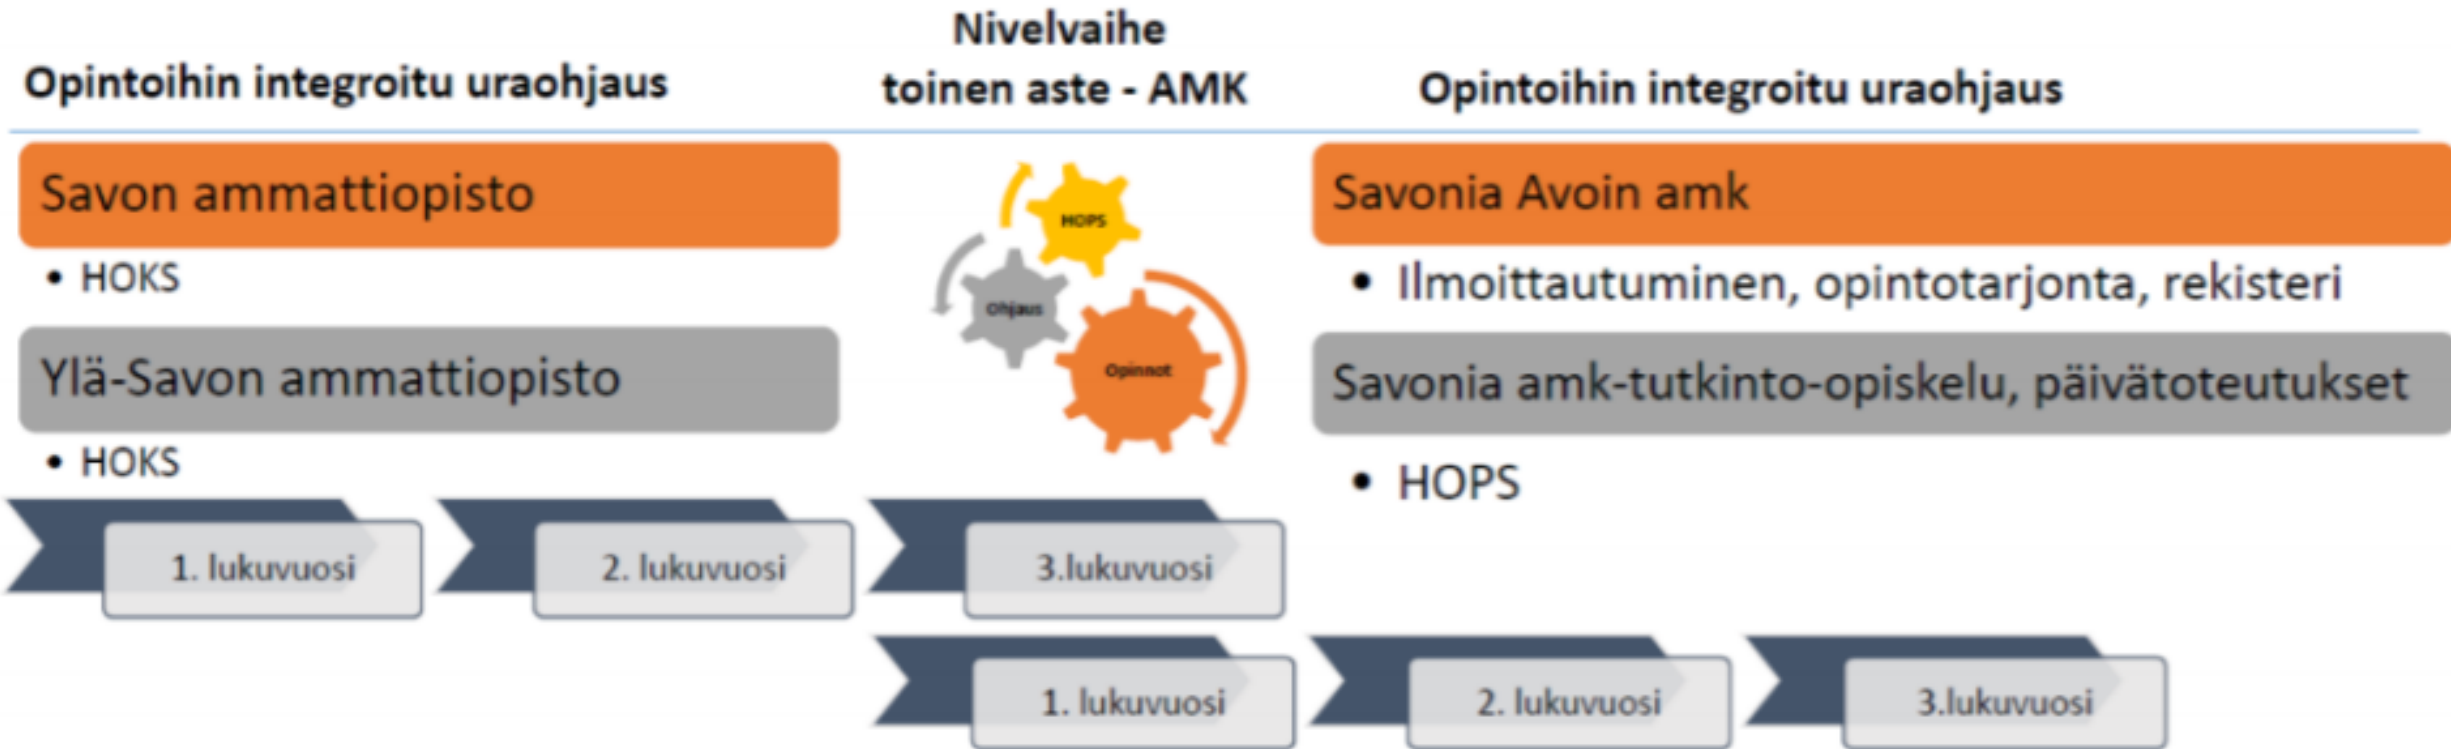 Opintoihin integroitu uraohjaus
Nivelvaihe
toinen aste - AMK
Opintoihin integroitu uraohjaus
Savon ammattiopisto
• HOKS
Ylä-Savon ammattiopisto
• HOKS
HOPS
Ohjaus
Opinnot
Savonia Avoin amk
• Ilmoittautuminen, opintotarjonta, rekisteri
Savonia amk-tutkinto-opiskelu, päivätoteutukset
• HOPS
1. lukuvuosi
2. lukuvuosi
3.lukuvuosi
1. lukuvuosi
2. lukuvuosi
3.lukuvuosi